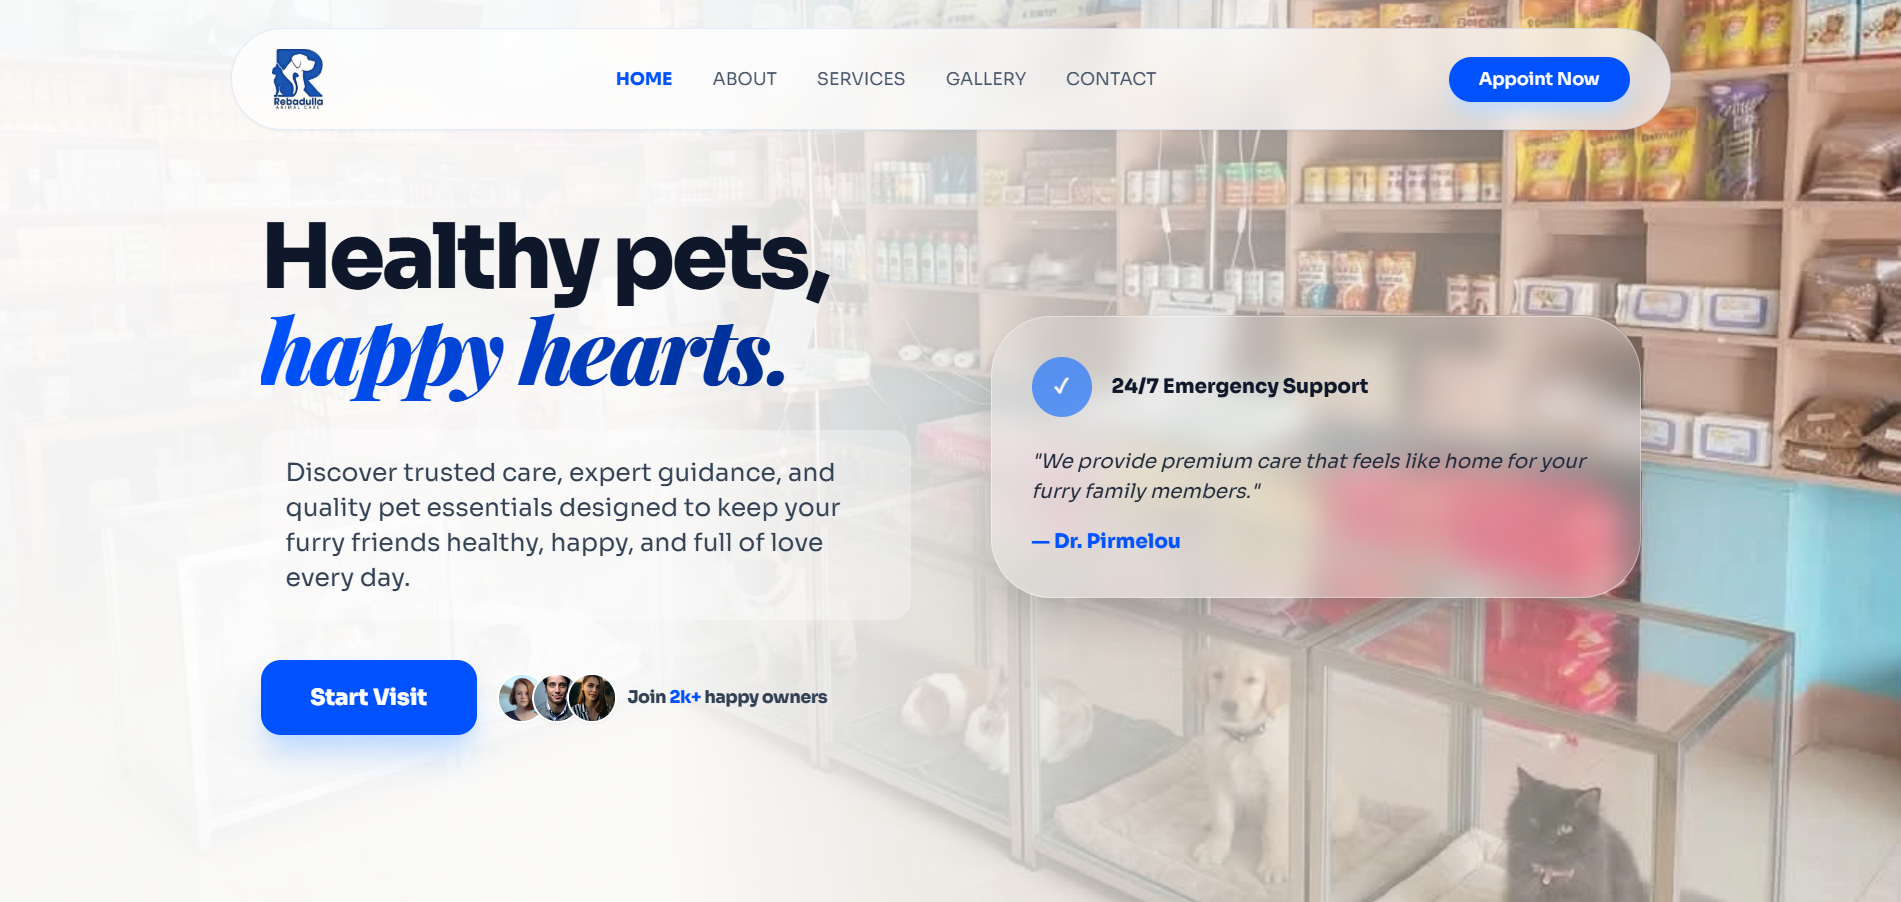 Rebadulla
ANIMAL CARE
HOME
ABOUT
SERVICES
GALLERY
CONTACT
Appoint Now
Healthy pets,
happy hearts.
Discover trusted care, expert guidance, and
quality pet essentials designed to keep your
furry friends healthy, happy, and full of love
every day.
Start Visit
Join 2k+ happy owners
24/7 Emergency Support
"We provide premium care that feels like home for your
furry family members."
— Dr. Pirmelou